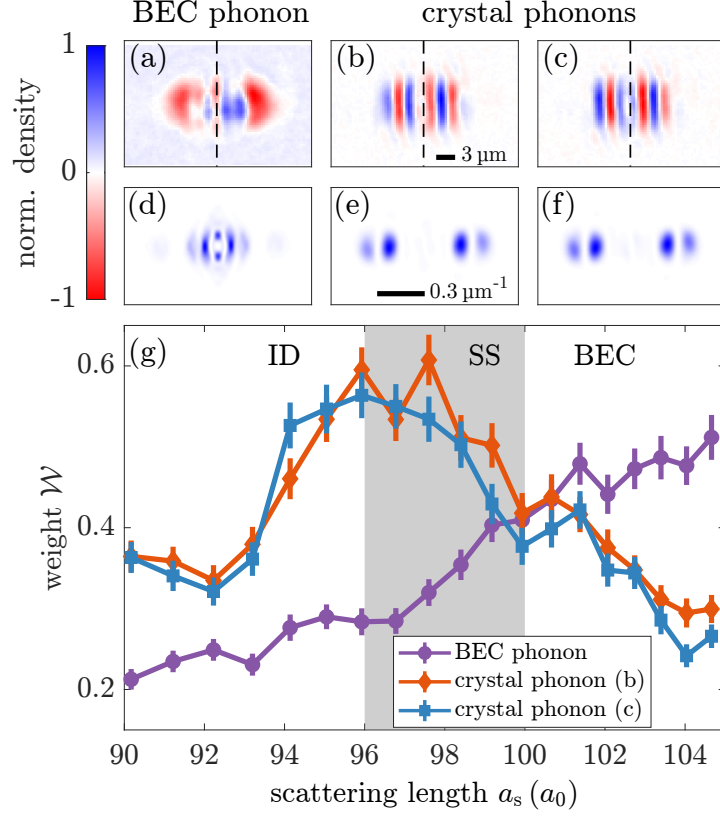 BEC phonon crystal phonons
1
0
-1
norm. density
(a) (b) (c)
3 µm
(d) (e) (f)
0.3 µm⁻¹
(g) ID SS BEC
0.6
0.4
0.2
weight 𝒲
BEC phonon
crystal phonon (b)
crystal phonon (c)
90 92 94 96 98 100 102 104
scattering length aₛ (a₀)